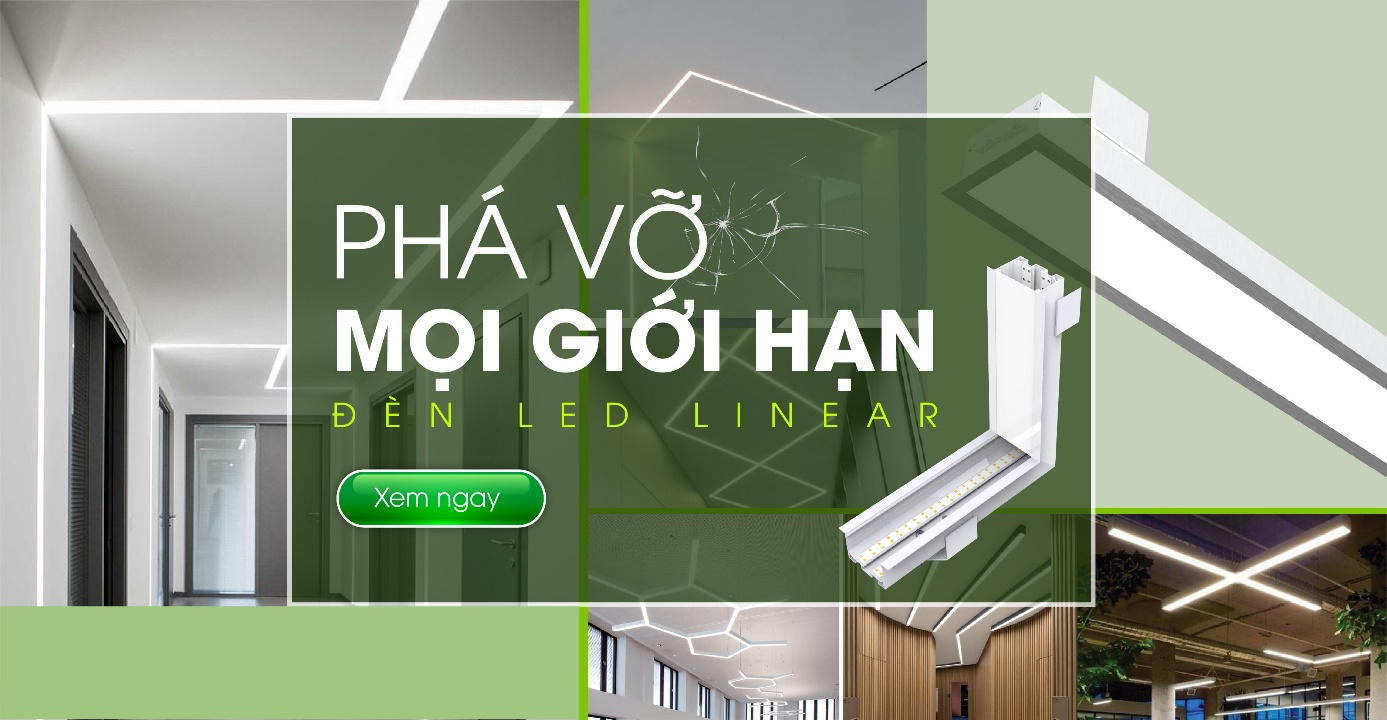 PHÁ VỠ
MỌI GIỚI HẠN
ĐÈN LED LINEAR
Xem ngay